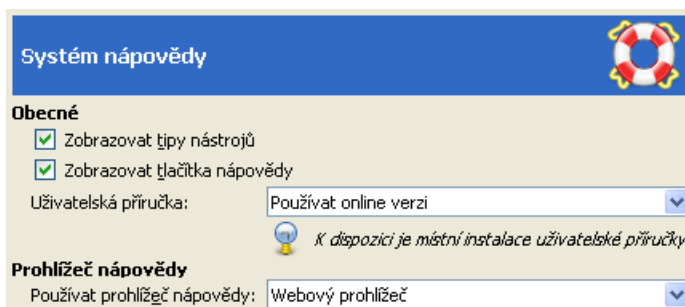 Systém nápovědy
Obecné
Zobrazovat tipy nástrojů
Zobrazovat tlačítka nápovědy
Uživatelská příručka: Používat online verzi
K dispozici je místní instalace uživatelské příručky
Prohlížeč nápovědy
Používat prohlížeč nápovědy: Webový prohlížeč